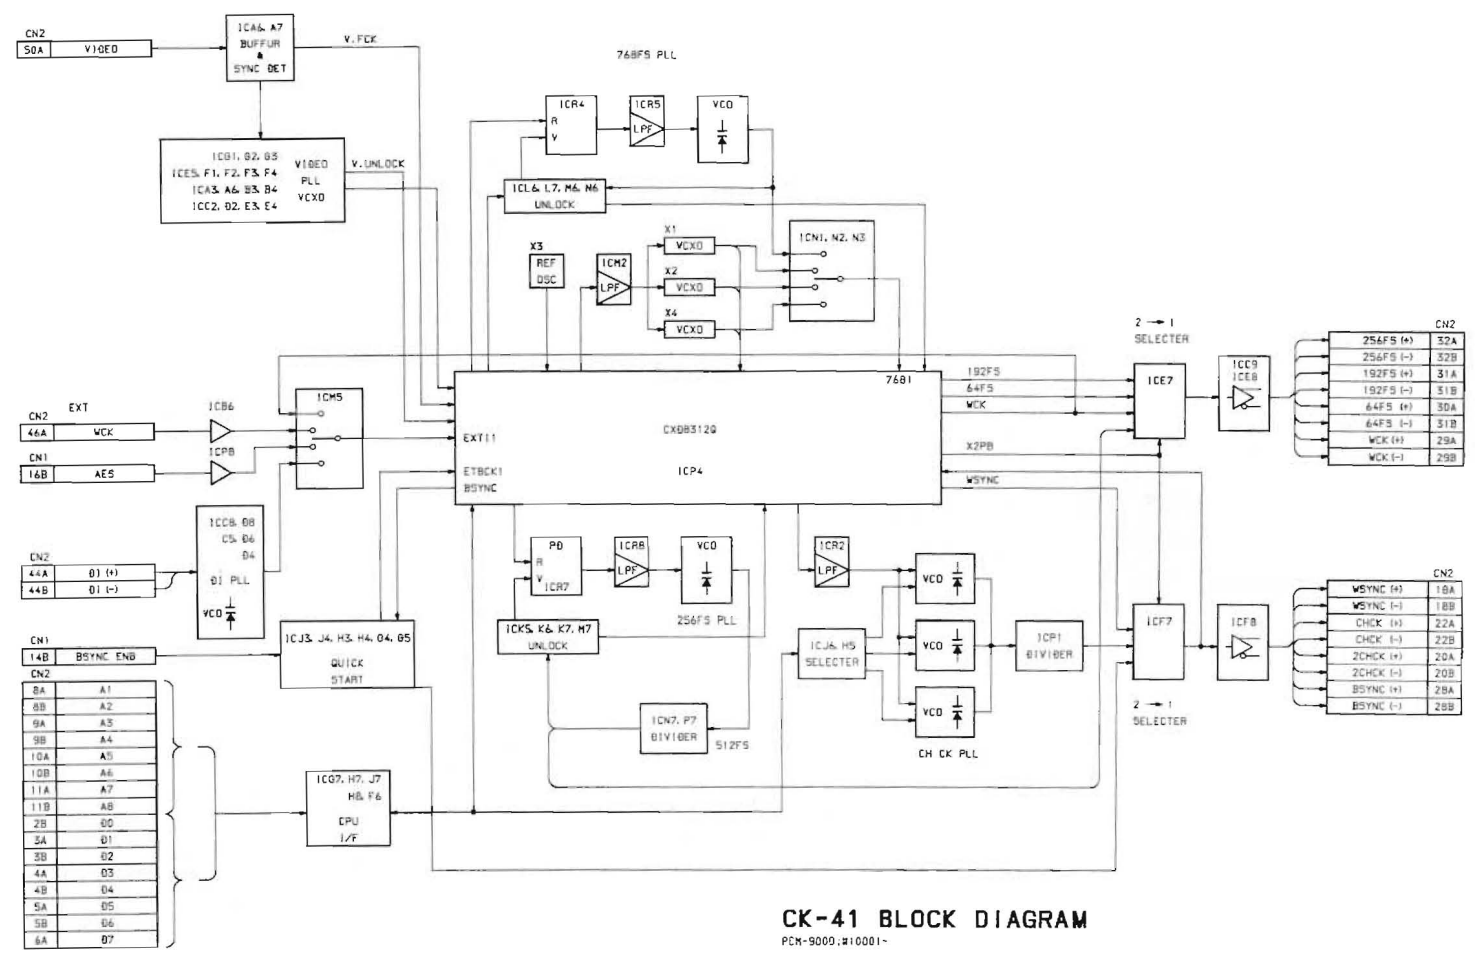 CN2
50A VIDEO
ICA6, A7
BUFFUR
&
SYNC DET
V.FCK
ICG1, G2, G3
ICE5, F1, F2, F3, F4
ICA3, A6, B3, B4
ICC2, D2, E3, E4
VIDEO
PLL
VCXO
V.UNLOCK
768FS PLL
ICR4
R
V
ICR5
LPF
VCO
ICL6, L7, M6, N6
UNLOCK
X3
REF
OSC
ICM2
LPF
X1
VCXO
X2
VCXO
X4
VCXO
ICN1, N2, N3
EXT
CN2
46A WCK
ICB6
CN1
16B AES
ICP8
ICM5
7681
CXD8312Q
ICP4
EXTI1
ETBCK1
BSYNC
192FS
64FS
WCK
X2PB
WSYNC
2 → 1
SELECTER
ICE7
ICC9
ICE8
CN2
256FS (+) 32A
256FS (-) 32B
192FS (+) 31A
192FS (-) 31B
64FS (+) 30A
64FS (-) 31B
WCK (+) 29A
WCK (-) 29B
CN2
44A DI (+)
44B DI (-)
ICC8, D8
C5, D6
D4
DI PLL
VCO
PD
R
V
ICR7
ICR8
LPF
VCO
256FS PLL
ICK5, K6, K7, M7
UNLOCK
ICN7, P7
DIVIDER
512FS
ICR2
LPF
ICJ6, H5
SELECTER
VCO
VCO
VCO
CH CK PLL
ICP1
DIVIDER
ICF7
2 → 1
SELECTER
ICF8
CN2
WSYNC (+) 18A
WSYNC (-) 18B
CHCK (+) 22A
CHCK (-) 22B
2CHCK (+) 20A
2CHCK (-) 20B
BSYNC (+) 28A
BSYNC (-) 28B
CN1
14B BSYNC ENB
ICJ3, J4, H3, H4, G4, G5
QUICK
START
CN2
8A A1
8B A2
9A A3
9B A4
10A A5
10B A6
11A A7
11B A8
2B D0
3A D1
3B D2
4A D3
4B D4
5A D5
5B D6
6A D7
ICG7, H7, J7
H8, F6
CPU
I/F
CK-41 BLOCK DIAGRAM
PCM-9000;#10001~